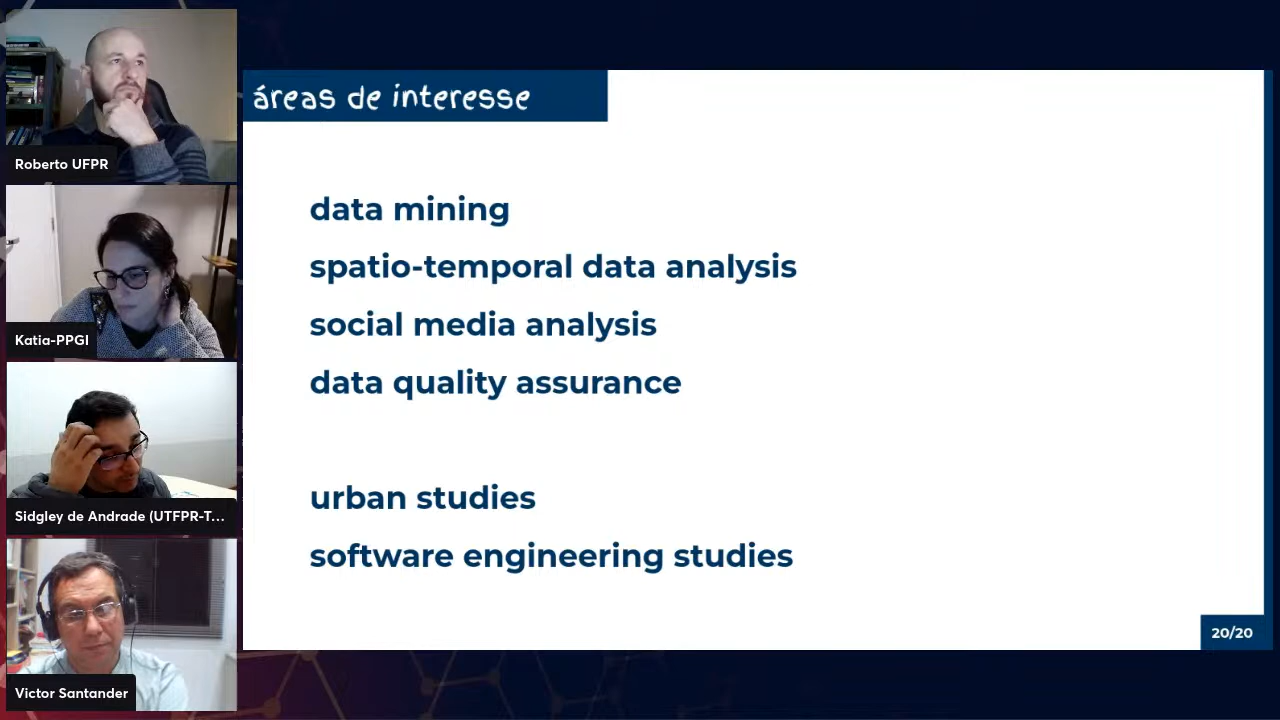 Roberto UFPR
Katia-PPGI
Sidgley de Andrade (UTFPR-T...
Victor Santander
áreas de interesse
data mining
spatio-temporal data analysis
social media analysis
data quality assurance
urban studies
software engineering studies
20/20